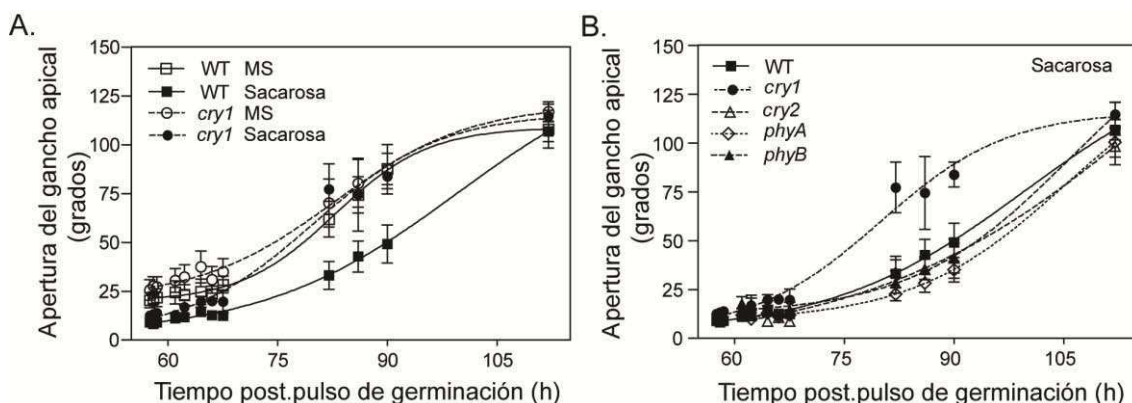 A.
Apertura del gancho apical
(grados)
150
125
100
75
50
25
0
WT MS
WT Sacarosa
cry1 MS
cry1 Sacarosa
60
75
90
105
Tiempo post.pulso de germinación (h)
B.
Apertura del gancho apical
(grados)
150
125
100
75
50
25
0
WT
cry1
cry2
phyA
phyB
Sacarosa
60
75
90
105
Tiempo post.pulso de germinación (h)